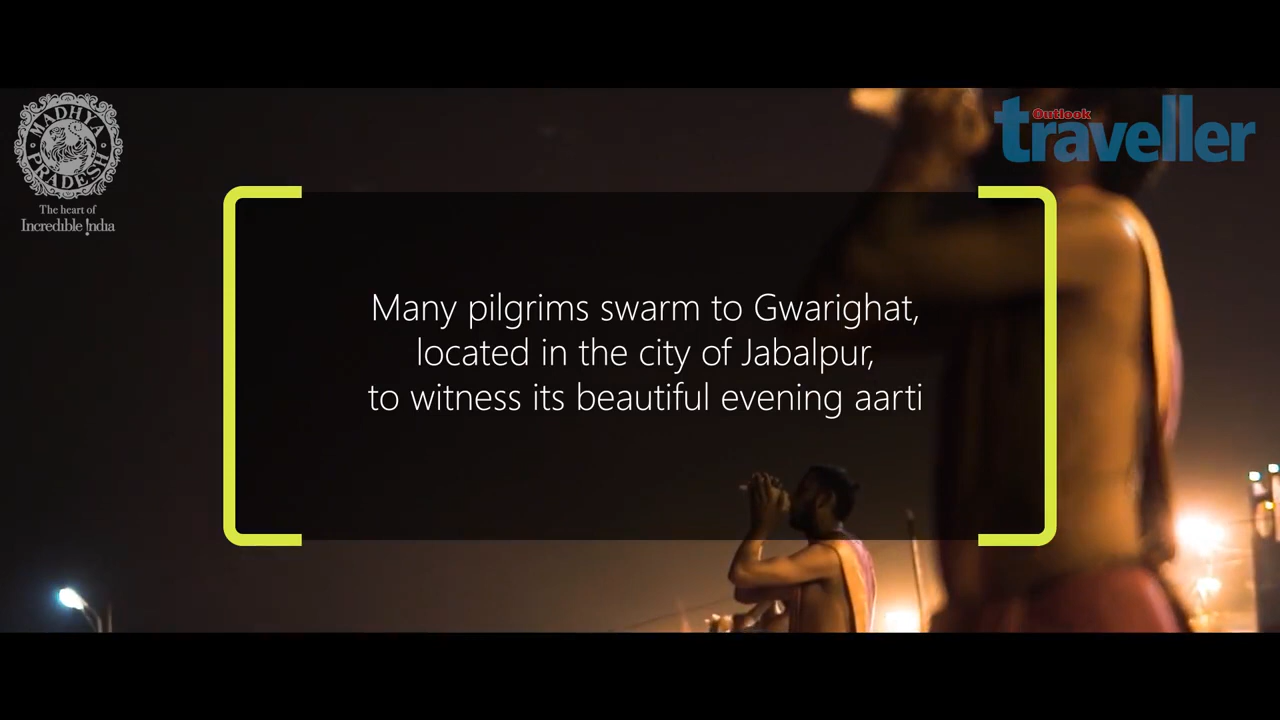 MADHYA PRADESH
The heart of
Incredible !ndia
Outlook
traveller
Many pilgrims swarm to Gwarighat,
located in the city of Jabalpur,
to witness its beautiful evening aarti